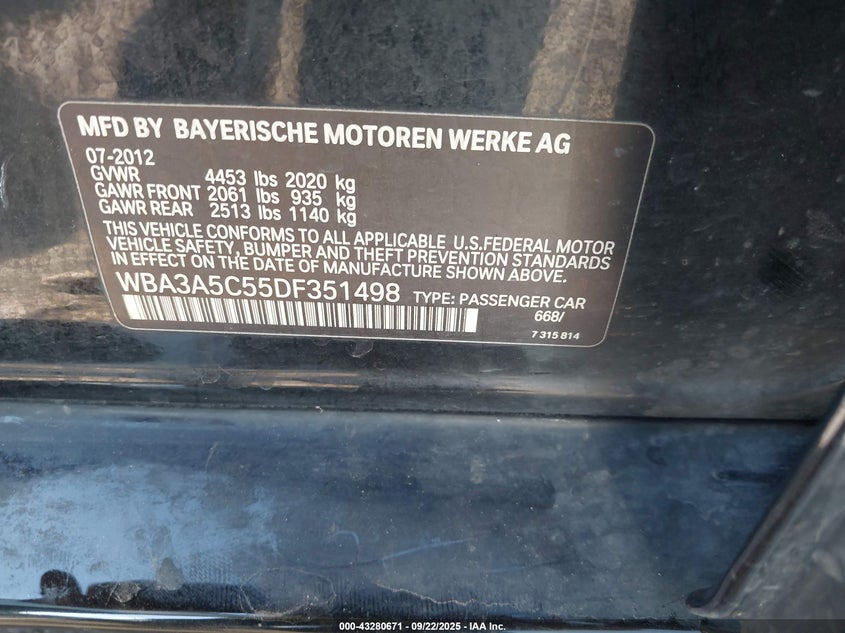 MFD BY BAYERISCHE MOTOREN WERKE AG
07-2012
GVWR 4453 lbs 2020 kg
GAWR FRONT 2061 lbs 935 kg
GAWR REAR 2513 lbs 1140 kg
THIS VEHICLE CONFORMS TO ALL APPLICABLE U.S.FEDERAL MOTOR
VEHICLE SAFETY, BUMPER AND THEFT PREVENTION STANDARDS
IN EFFECT ON THE DATE OF MANUFACTURE SHOWN ABOVE.
WBA3A5C55DF351498 TYPE: PASSENGER CAR
668/
7 315 814
000-43280671 - 09/22/2025 - IAA Inc.